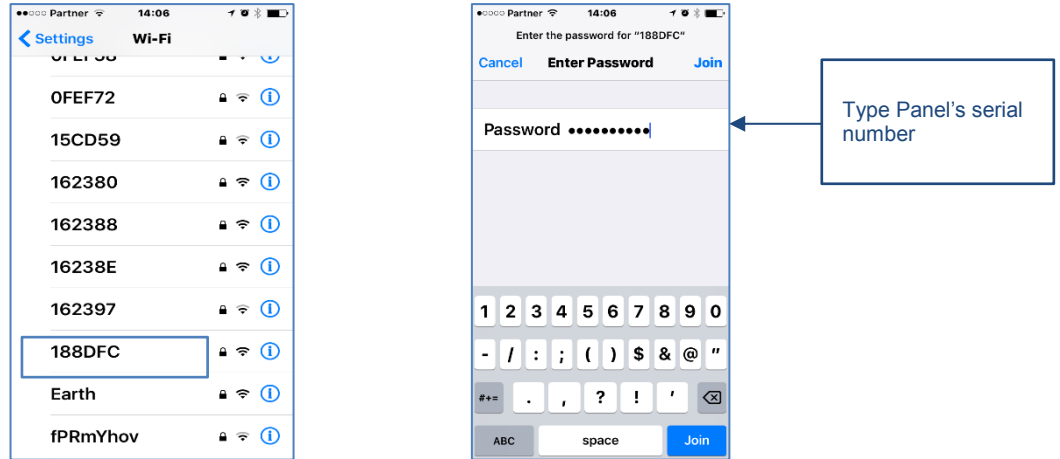 Partner 14:06
Settings Wi-Fi
0FEF72
15CD59
162380
162388
16238E
162397
188DFC
Earth
fPRmYhov
Partner 14:06
Enter the password for "188DFC"
Cancel Enter Password Join
Password ●●●●●●●●●●
1 2 3 4 5 6 7 8 9 0
- / : ; ( ) $ & @ "
#+= . , ? ! '
ABC space Join
Type Panel's serial
number